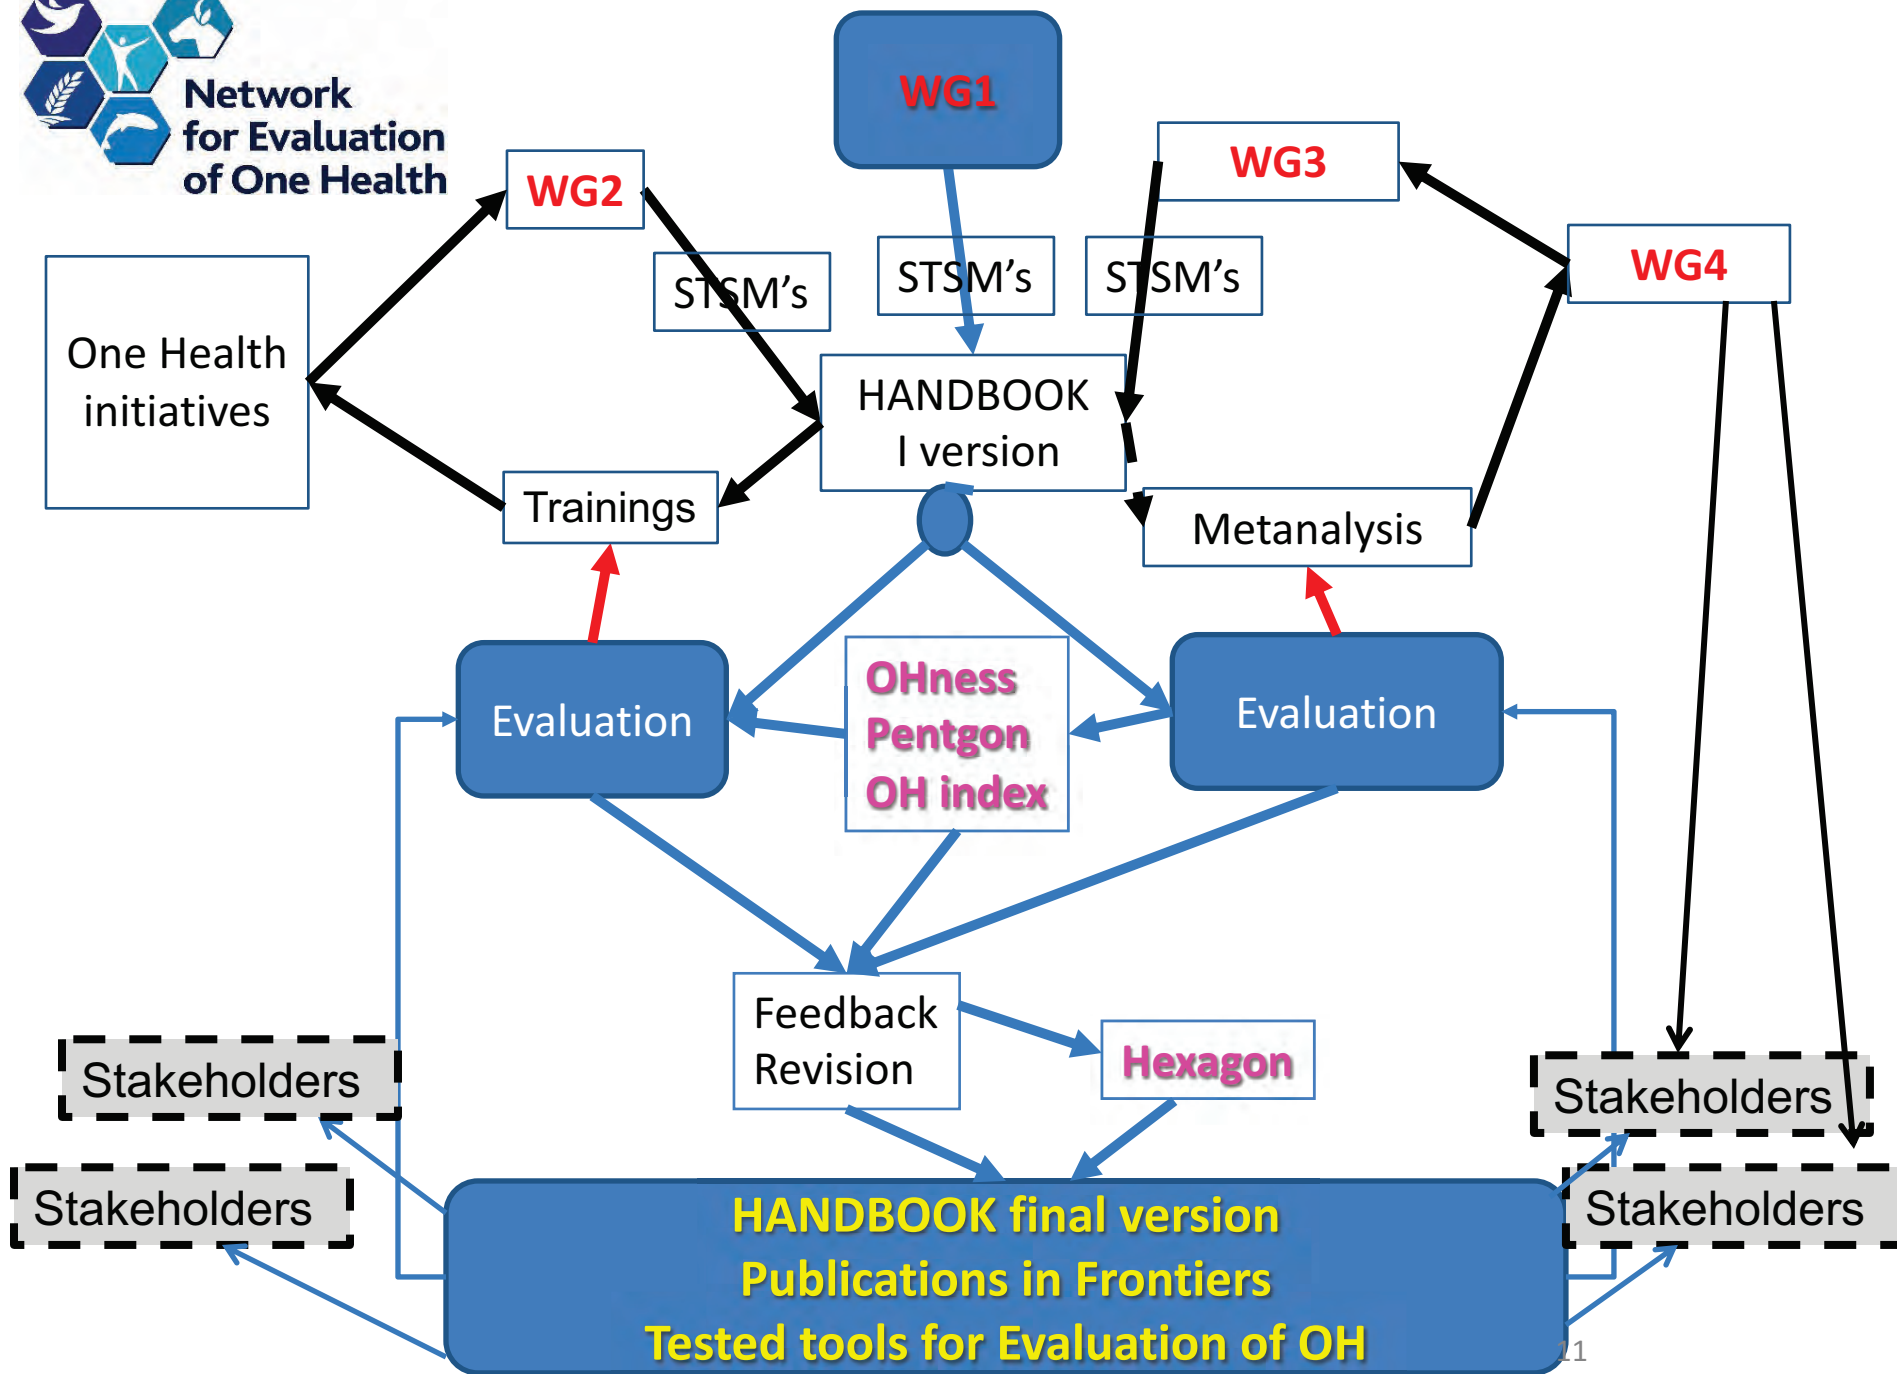 Network
for Evaluation
of One Health
WG1
WG2
WG3
WG4
STSM's
STSM's
STSM's
One Health
initiatives
HANDBOOK
I version
Trainings
Metanalysis
Evaluation
OHness
Pentgon
OH index
Evaluation
Feedback
Revision
Hexagon
Stakeholders
Stakeholders
Stakeholders
Stakeholders
HANDBOOK final version
Publications in Frontiers
Tested tools for Evaluation of OH
11